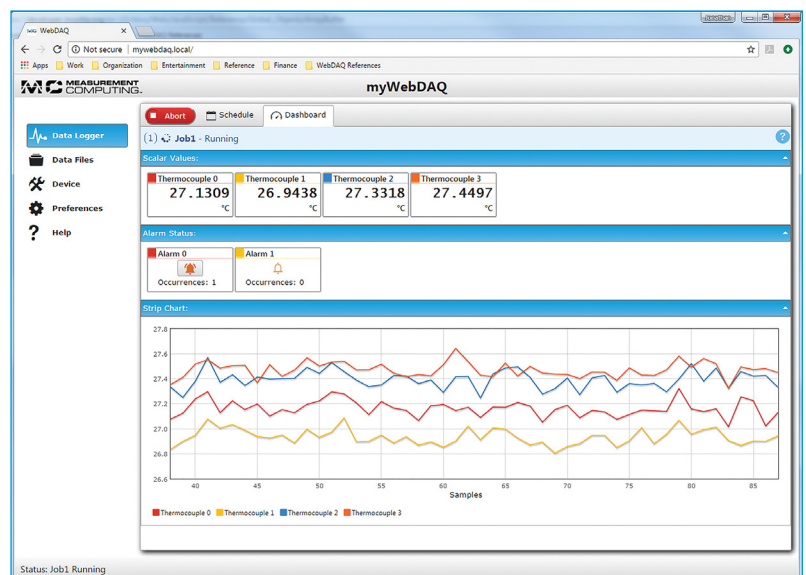 MC WebDAQ
Not secure | mywebdaq.local/
Apps Work Organization Entertainment Reference Finance WebDAQ References
MC MEASUREMENT COMPUTING.
myWebDAQ
Abort Schedule Dashboard
(1) Job1 - Running ?
Data Logger
Data Files
Device
Preferences
? Help
Scalar Values:
Thermocouple 0 Thermocouple 1 Thermocouple 2 Thermocouple 3
27.1309 26.9438 27.3318 27.4497
°C °C °C °C
Alarm Status:
Alarm 0 Alarm 1
Occurrences: 1 Occurrences: 0
Strip Chart:
27.8
27.6
27.4
27.2
27.0
26.8
26.6
40 45 50 55 60 65 70 75 80 85
Samples
Thermocouple 0 Thermocouple 1 Thermocouple 2 Thermocouple 3
Status: Job1 Running